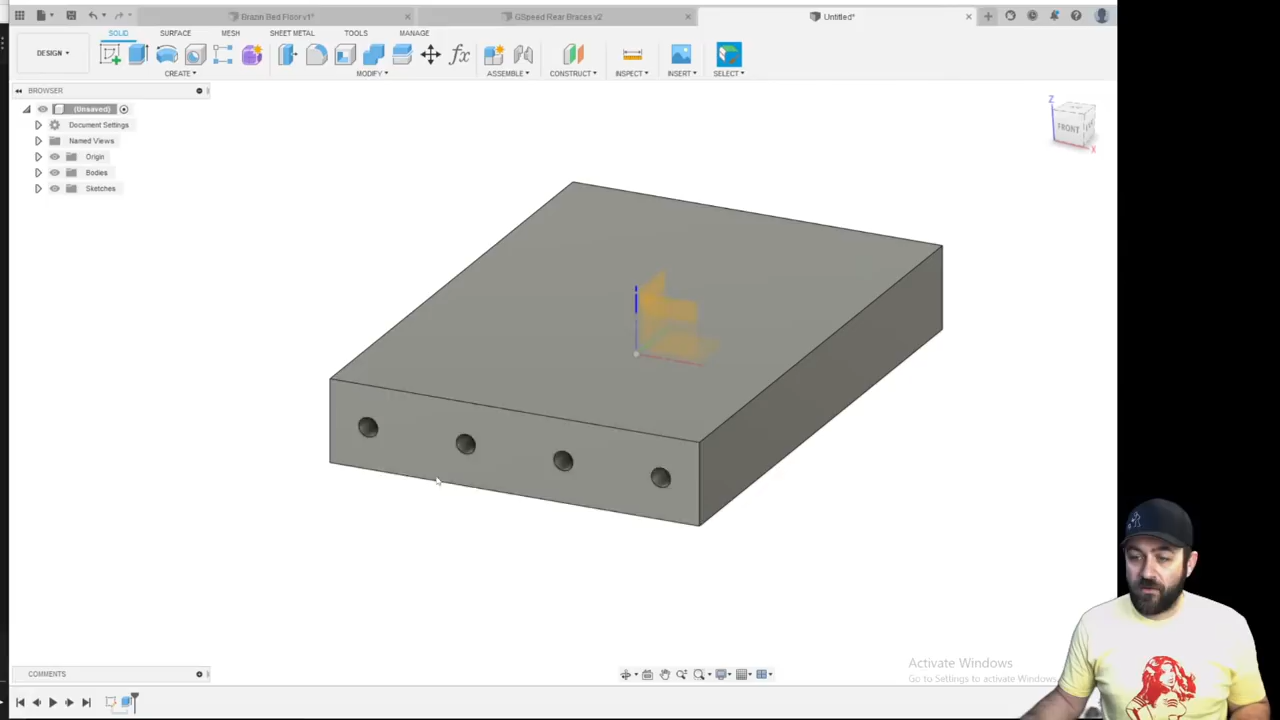 Brazin Bed Floor v1*
GSpeed Rear Braces v2
Untitled*
DESIGN
SOLID
SURFACE
MESH
SHEET METAL
TOOLS
MANAGE
CREATE
MODIFY
ASSEMBLE
CONSTRUCT
INSPECT
INSERT
SELECT
BROWSER
(Unsaved)
Document Settings
Named Views
Origin
Bodies
Sketches
Z
FRONT
X
COMMENTS
Activate Windows
Go to Settings to activate Windows.